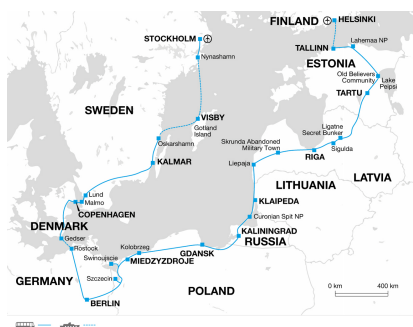 FINLAND
HELSINKI
STOCKHOLM
TALLINN
Lahemaa NP
Nynashamn
ESTONIA
Old Believers
Community
Lake
Peipsi
TARTU
SWEDEN
VISBY
Gotland
Island
Oskarshamn
Ligatne
Secret Bunker
Skrunda Abandoned
Military Town
Sigulda
RIGA
KALMAR
Liepaja
LATVIA
LITHUANIA
Lund
Malmo
KLAIPEDA
COPENHAGEN
Curonian Spit NP
DENMARK
KALININGRAD
RUSSIA
Gedser
Rostock
Kolobrzeg
GDANSK
Swinoujscie
MIEDZYZDROJE
Szczecin
GERMANY
POLAND
0 km
400 km
BERLIN